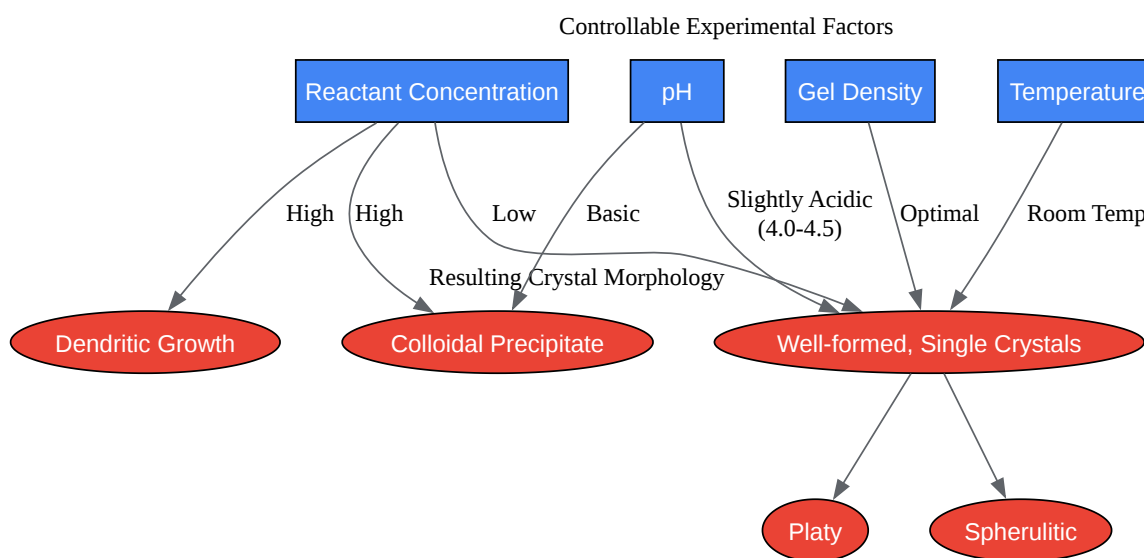 Controllable Experimental Factors
Reactant Concentration
pH
Gel Density
Temperature
High
High
Low
Basic
Slightly Acidic
(4.0-4.5)
Optimal
Room Temp
Resulting Crystal Morphology
Dendritic Growth
Colloidal Precipitate
Well-formed, Single Crystals
Platy
Spherulitic